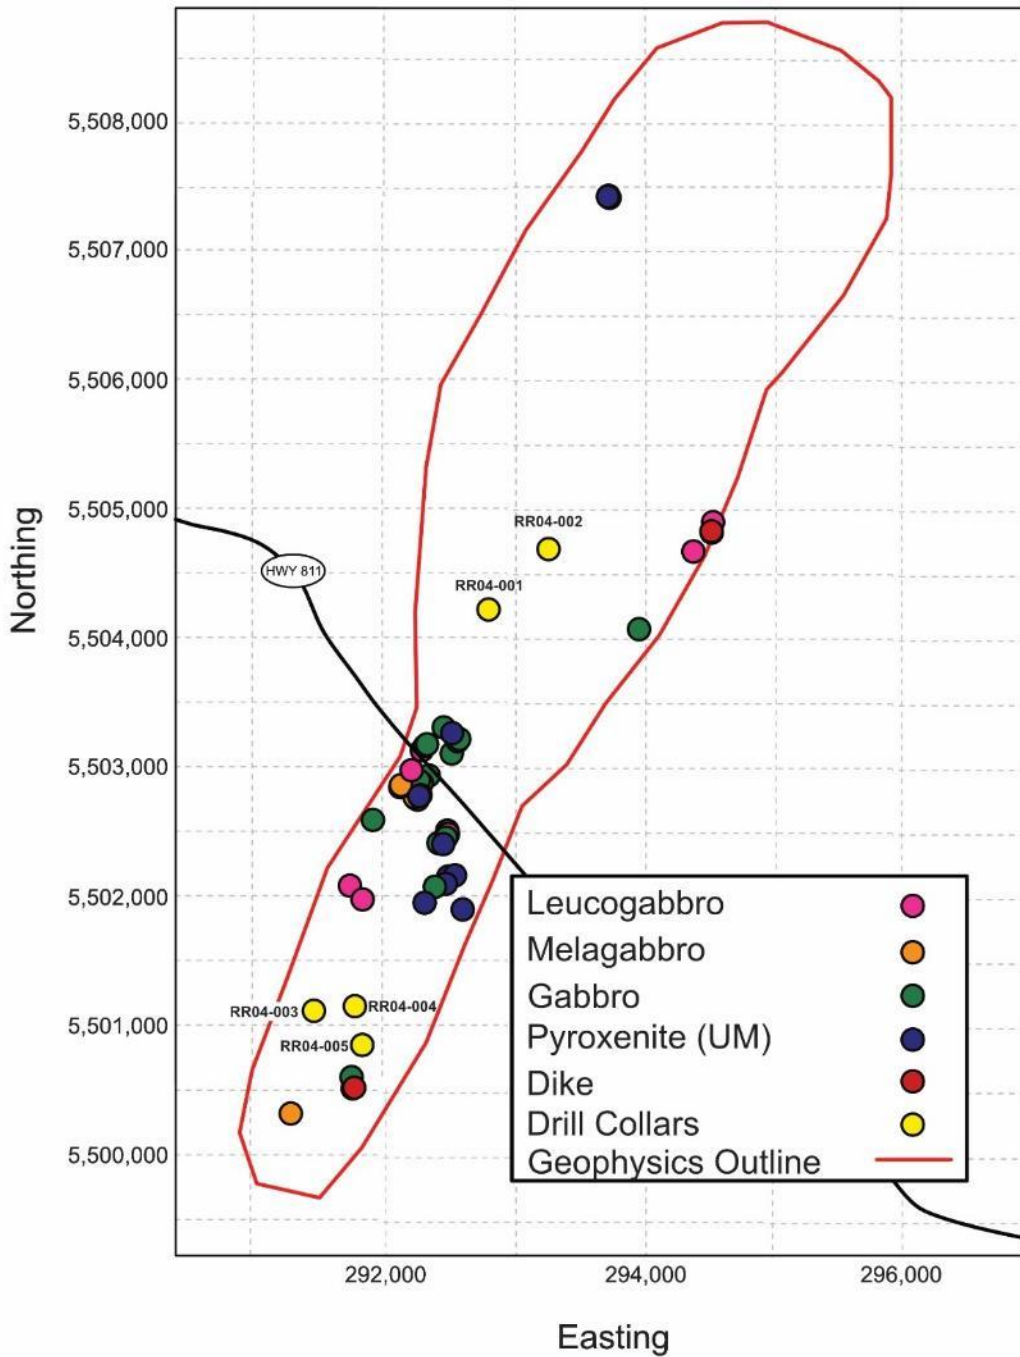 5,508,000
5,507,000
5,506,000
5,505,000
RR04-002
HWY 811
RR04-001
5,504,000
Northing
5,503,000
5,502,000
Leucogabbro
Melagabbro
Gabbro
Pyroxenite (UM)
Dike
Drill Collars
Geophysics Outline
RR04-003
RR04-004
5,501,000
RR04-005
5,500,000
292,000
294,000
296,000
Easting